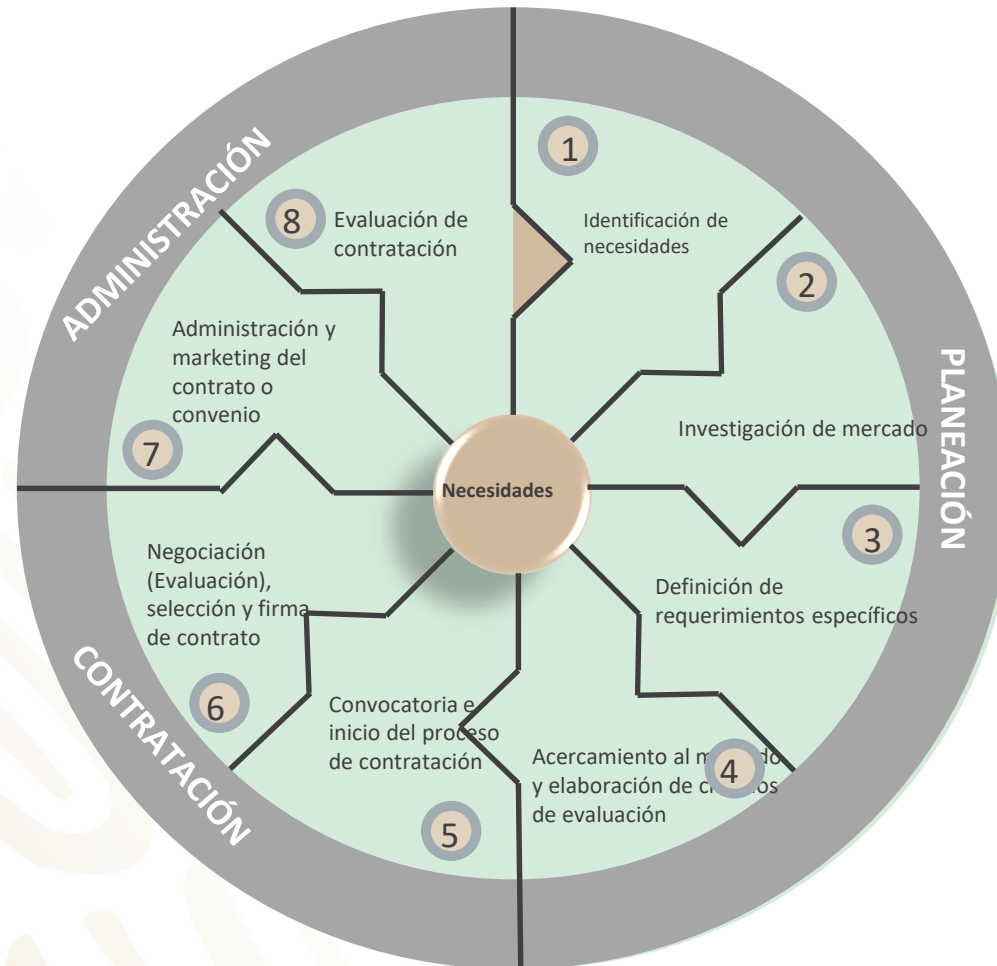 1
Identificación de
necesidades
2
Investigación de mercado
3
Definición de
requerimientos específicos
4
Acercamiento al
y elaboración de
de evaluación
5
Convocatoria e
inicio del proceso
de contratación
6
Negociación
(Evaluación),
selección y firma
de contrato
7
Administración y
marketing del
contrato o
convenio
8
Evaluación de
contratación
Necesidades
PLANEACIÓN
CONTRATACIÓN
ADMINISTRACIÓN